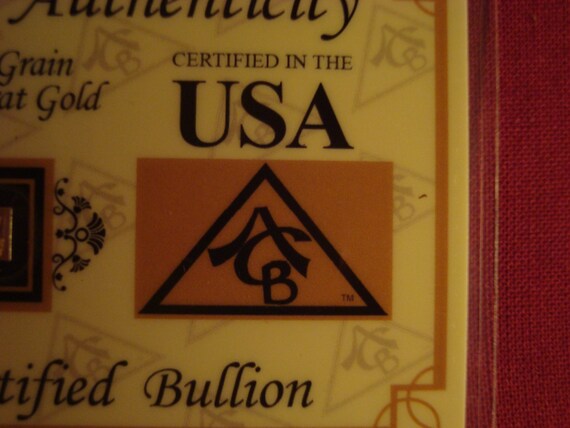 Authenticity
Grain
CERTIFIED IN THE
at Gold
USA
ACB
TM
tified Bullion